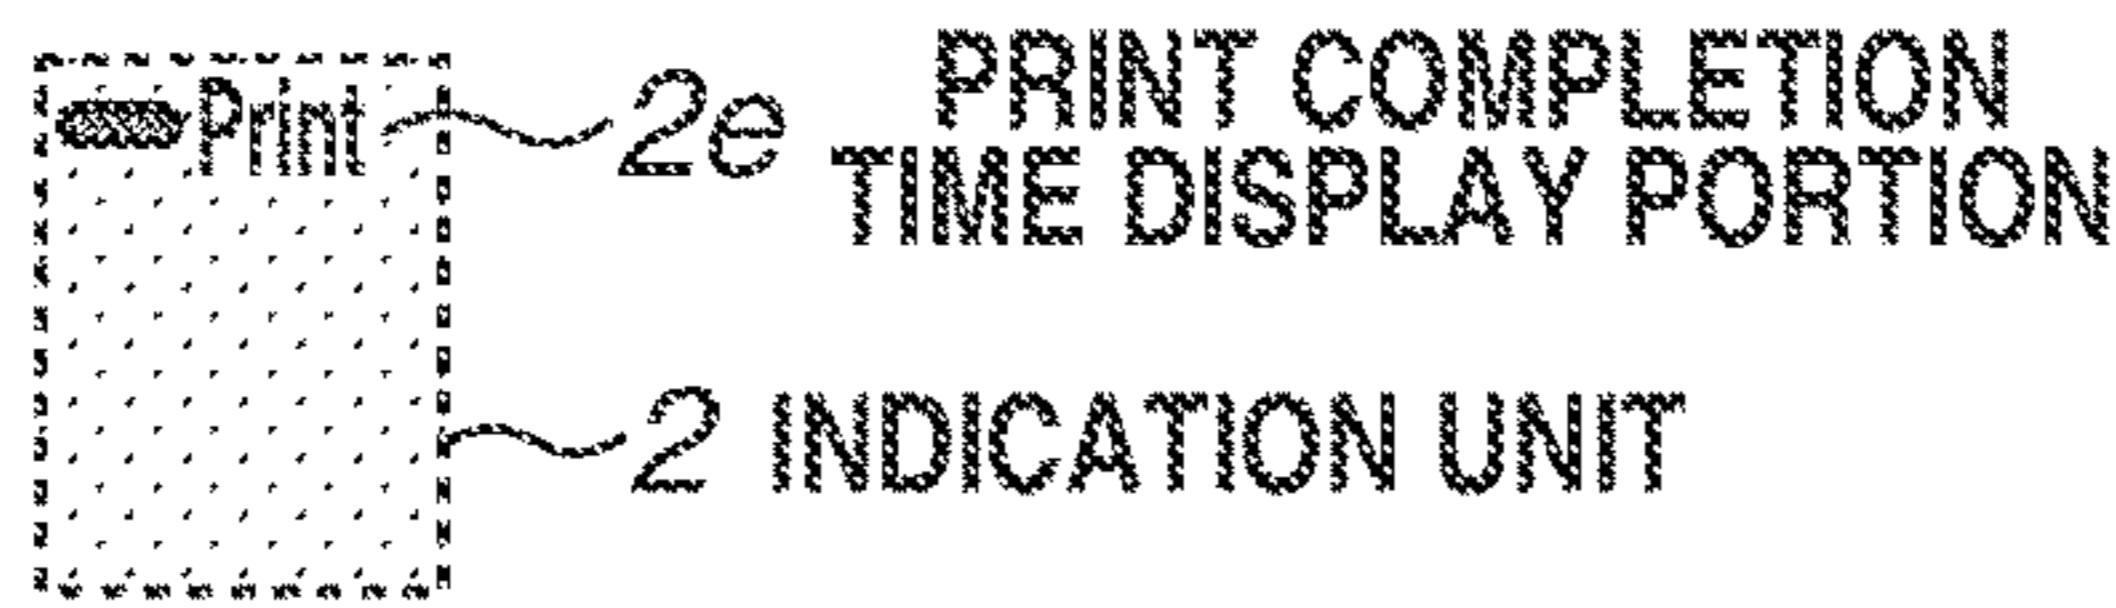 Print 2e PRINT COMPLETION
TIME DISPLAY PORTION
2 INDICATION UNIT